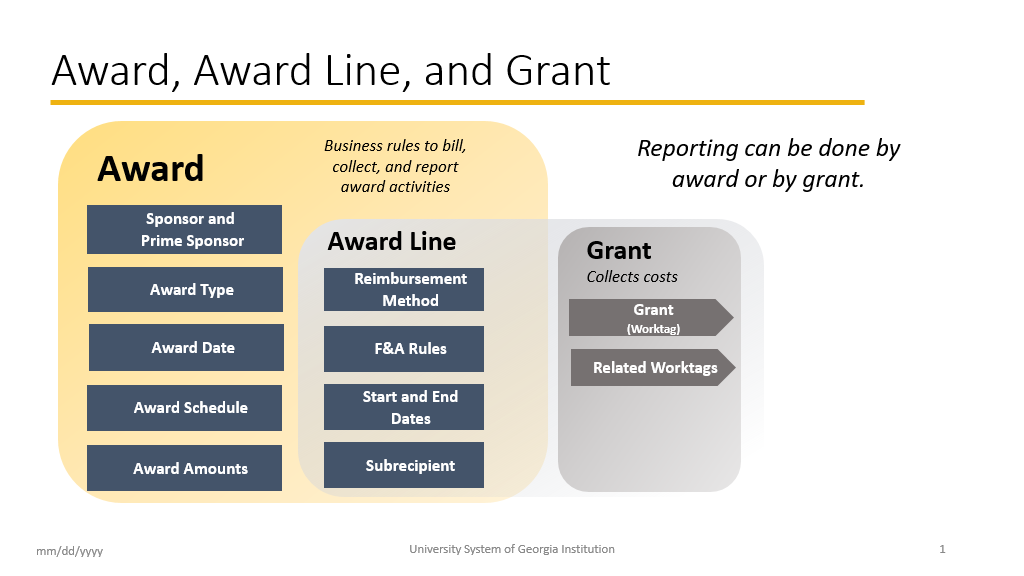 Award, Award Line, and Grant
Award
Business rules to bill,
collect, and report
award activities
Reporting can be done by
award or by grant.
Sponsor and
Prime Sponsor
Award Type
Award Date
Award Schedule
Award Amounts
Award Line
Reimbursement
Method
F&A Rules
Start and End
Dates
Subrecipient
Grant
Collects costs
Grant
(Worktag)
Related Worktags
mm/dd/yyyy
University System of Georgia Institution
1